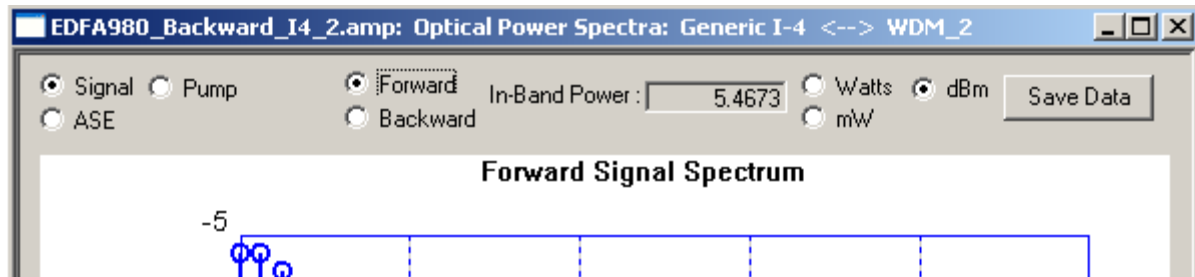 EDFA980_Backward_I4_2.amp: Optical Power Spectra: Generic I-4 <--> WDM_2
Signal Pump Forward In-Band Power: 5.4673 Watts dBm Save Data
ASE Backward mW
Forward Signal Spectrum
-5